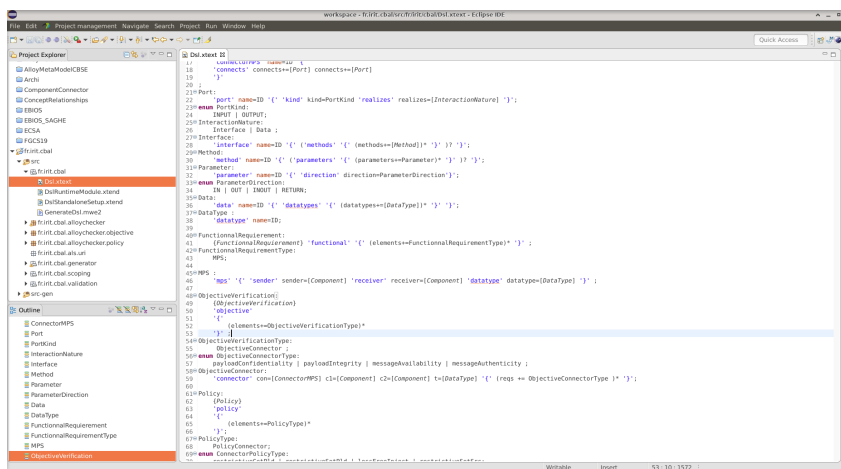 workspace - fr.irit.cbal/src/fr/irit/cbal/Dsl.xtext - Eclipse IDE
File Edit Project management Navigate Search Project Run Window Help
Quick Access
Project Explorer
AlloyMetaModelCBSE
Archi
ComponentConnector
ConceptRelationships
EBIOS
EBIOS_SAGHE
ECSA
FGCS19
fr.irit.cbal
src
fr.irit.cbal
Dsl.xtext
DslRuntimeModule.xtend
DslStandaloneSetup.xtend
GenerateDsl.mwe2
fr.irit.cbal.alloychecker
fr.irit.cbal.alloychecker.objective
fr.irit.cbal.alloychecker.policy
fr.irit.cbal.als.uri
fr.irit.cbal.generator
fr.irit.cbal.scoping
fr.irit.cbal.validation
src-gen
Outline
ConnectorMPS
Port
PortKind
InteractionNature
Interface
Method
Parameter
ParameterDirection
Data
DataType
FunctionnalRequierement
FunctionnalRequirementType
MPS
ObjectiveVerification
Dsl.xtext
17 'connectorMPS' name=ID '{'
18 'connects' connects+=[Port] connects+=[Port]
19 '}'
20 ;
21 Port:
22 'port' name=ID '{' 'kind' kind=PortKind 'realizes' realizes=[InteractionNature] '}';
23 enum PortKind:
24 INPUT | OUTPUT;
25 InteractionNature:
26 Interface | Data ;
27 Interface:
28 'interface' name=ID '{' ('methods' '{' (methods+=[Method])* '}' )? '}';
29 Method:
30 'method' name=ID '{' ('parameters' '{' (parameters+=Parameter)* '}' )? '}';
31 Parameter:
32 'parameter' name=ID '{' 'direction' direction=ParameterDirection'}';
33 enum ParameterDirection:
34 IN | OUT | INOUT | RETURN;
35 Data:
36 'data' name=ID '{' 'datatypes' '{' (datatypes+=[DataType])* '}' '}';
37 DataType :
38 'datatype' name=ID;
39
40 FunctionnalRequierement:
41 {FunctionnalRequierement} 'functional' '{' (elements+=FunctionnalRequirementType)* '}' ;
42 FunctionnalRequirementType:
43 MPS;
44
45 MPS :
46 'mps' '{' 'sender' sender=[Component] 'receiver' receiver=[Component] 'datatype' datatype=[DataType] '}' ;
47
48 ObjectiveVerification:
49 {ObjectiveVerification}
50 'objective'
51 '{'
52 (elements+=ObjectiveVerificationType)*
53 '}' ;
54 ObjectiveVerificationType:
55 ObjectiveConnector ;
56 enum ObjectiveConnectorType:
57 payloadConfidentiality | payloadIntegrity | messageAvailability | messageAuthenticity ;
58 ObjectiveConnector:
59 'connector' con=[ConnectorMPS] c1=[Component] c2=[Component] t=[DataType] '{' (reqs += ObjectiveConnectorType )* '}';
60
61 Policy:
62 {Policy}
63 'policy'
64 '{'
65 (elements+=PolicyType)*
66 '}';
67 PolicyType:
68 PolicyConnector;
69 enum ConnectorPolicyType:
Writable Insert 53 : 10 : 1572